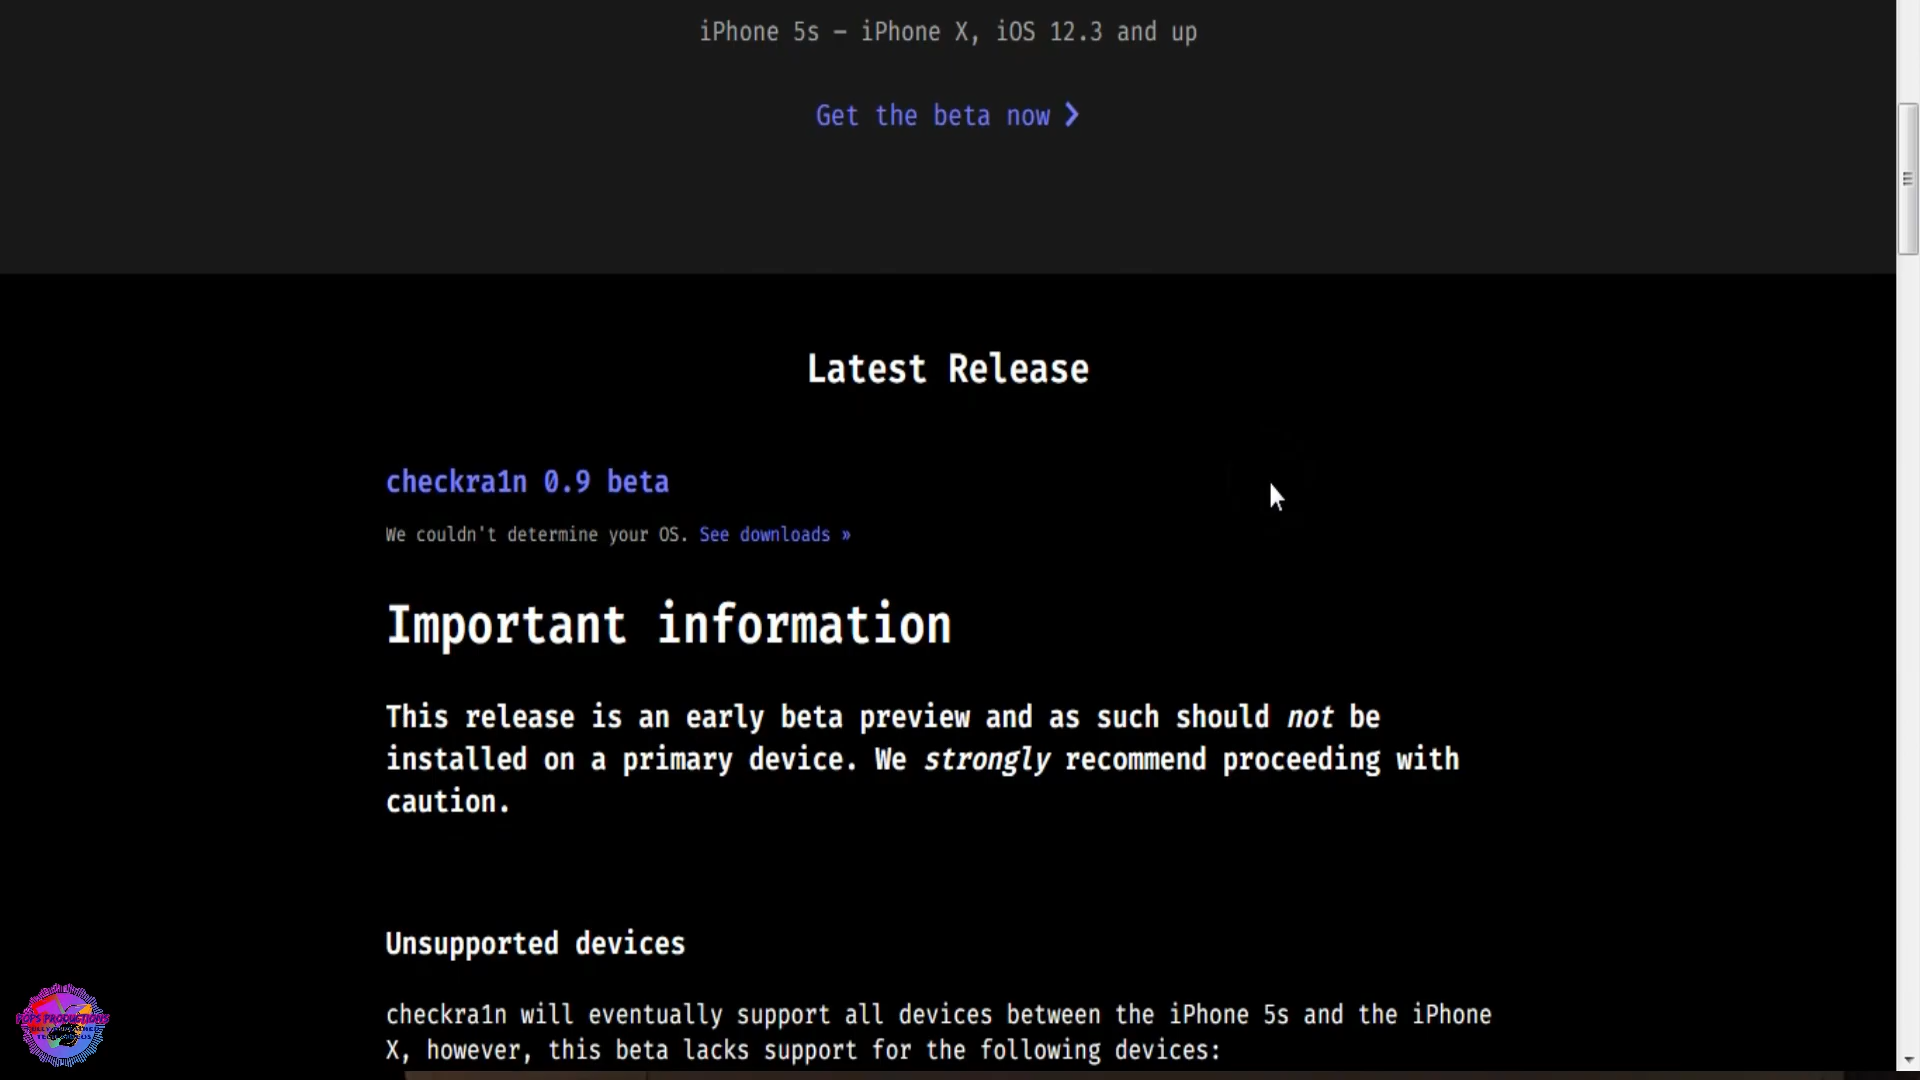 iPhone 5s – iPhone X, iOS 12.3 and up
Get the beta now
Latest Release
checkra1n 0.9 beta
We couldn't determine your OS. See downloads »
Important information
This release is an early beta preview and as such should not be
installed on a primary device. We strongly recommend proceeding with
caution.
Unsupported devices
checkra1n will eventually support all devices between the iPhone 5s and the iPhone
X, however, this beta lacks support for the following devices:
POPS PRODUCTIONS